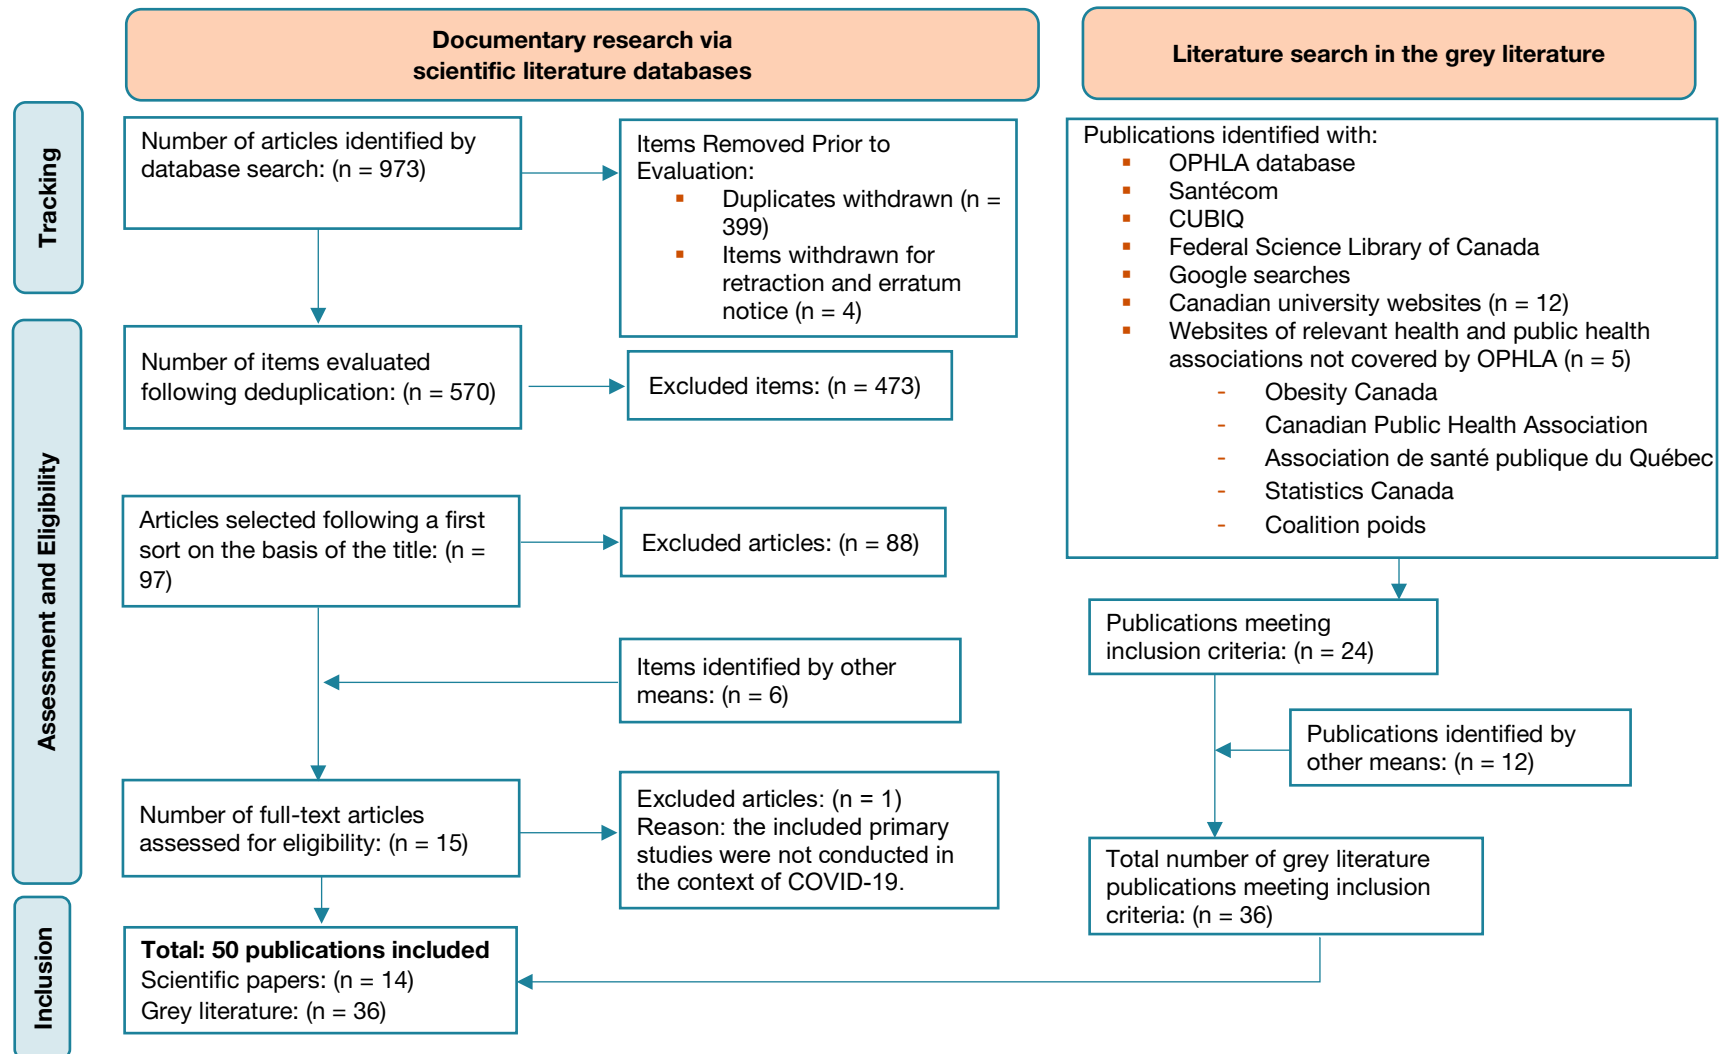 Documentary research via
scientific literature databases
Literature search in the grey literature
Tracking
Number of articles identified by
database search: (n = 973)
Items Removed Prior to
Evaluation:
▪ Duplicates withdrawn (n =
399)
▪ Items withdrawn for
retraction and erratum
notice (n = 4)
Publications identified with:
▪ OPHLA database
▪ Santécom
▪ CUBIQ
▪ Federal Science Library of Canada
▪ Google searches
▪ Canadian university websites (n = 12)
▪ Websites of relevant health and public health
associations not covered by OPHLA (n = 5)
- Obesity Canada
- Canadian Public Health Association
- Association de santé publique du Québec
- Statistics Canada
- Coalition poids
Assessment and Eligibility
Number of items evaluated
following deduplication: (n = 570)
Excluded items: (n = 473)
Articles selected following a first
sort on the basis of the title: (n =
97)
Excluded articles: (n = 88)
Items identified by other
means: (n = 6)
Publications meeting
inclusion criteria: (n = 24)
Publications identified by
other means: (n = 12)
Number of full-text articles
assessed for eligibility: (n = 15)
Excluded articles: (n = 1)
Reason: the included primary
studies were not conducted in
the context of COVID-19.
Total number of grey literature
publications meeting inclusion
criteria: (n = 36)
Inclusion
Total: 50 publications included
Scientific papers: (n = 14)
Grey literature: (n = 36)